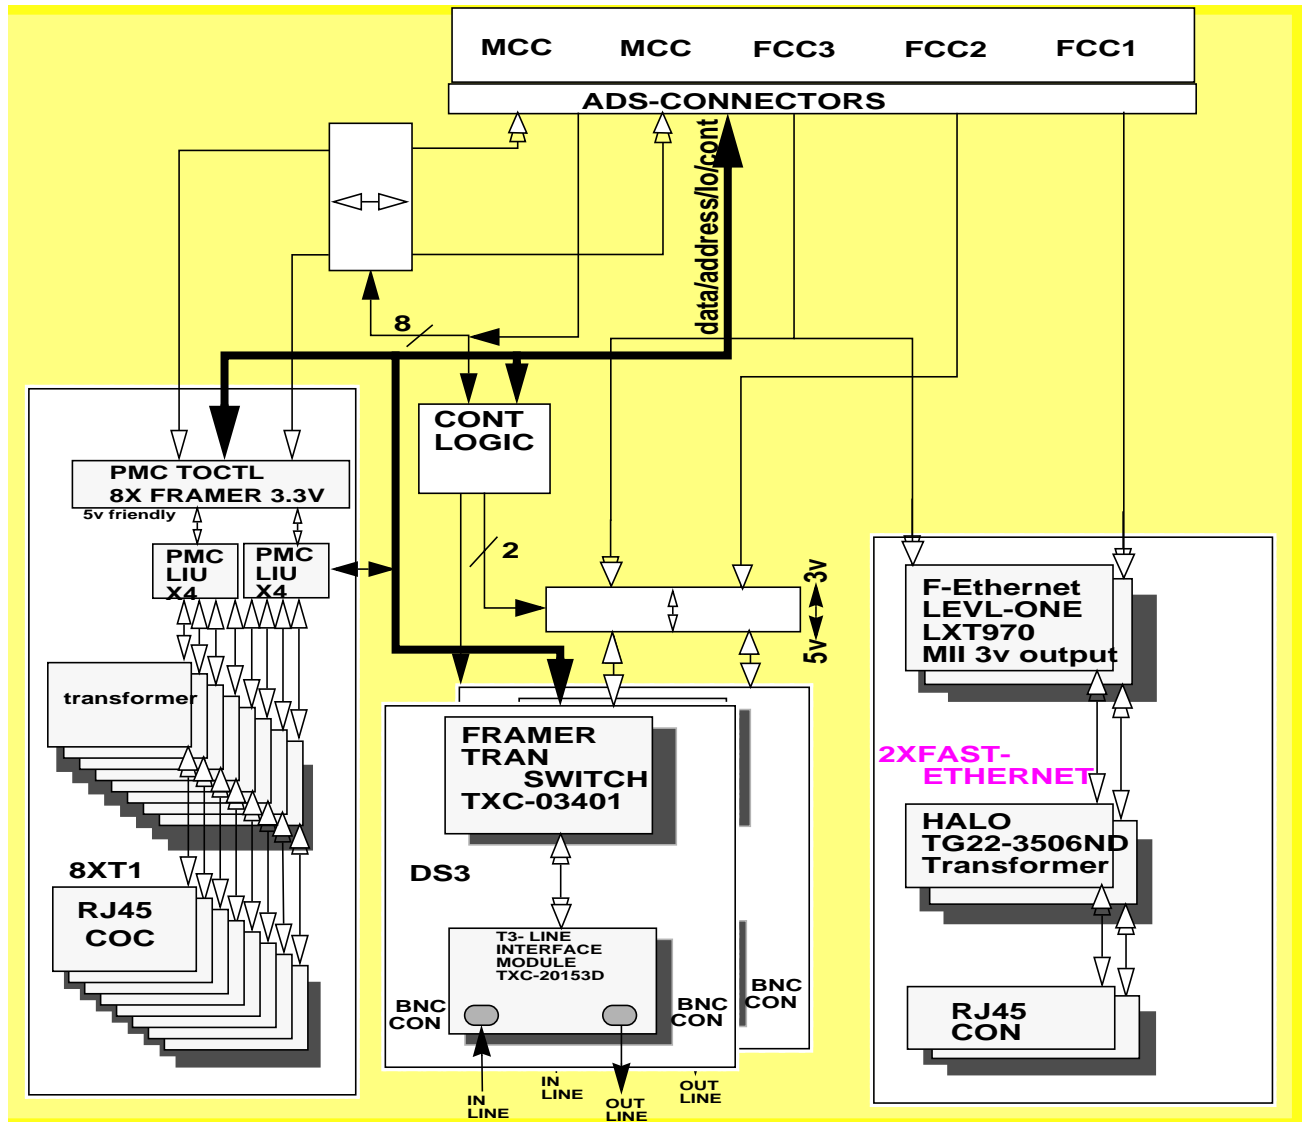 MCC MCC FCC3 FCC2 FCC1
ADS-CONNECTORS
data/address/Io/cont
8
CONT
LOGIC
PMC TOCTL
8X FRAMER 3.3V
5v friendly
PMC
LIU
X4
PMC
LIU
X4
2
3v
5v
F-Ethernet
LEVL-ONE
LXT970
MII 3v output
transformer
FRAMER
TRAN
SWITCH
TXC-03401
2XFAST-
ETHERNET
HALO
TG22-3506ND
Transformer
8XT1
DS3
RJ45
COC
T3- LINE
INTERFACE
MODULE
TXC-20153D
BNC
CON
BNC
CON
BNC
CON
RJ45
CON
IN
LINE
IN
LINE
OUT
LINE
OUT
LINE